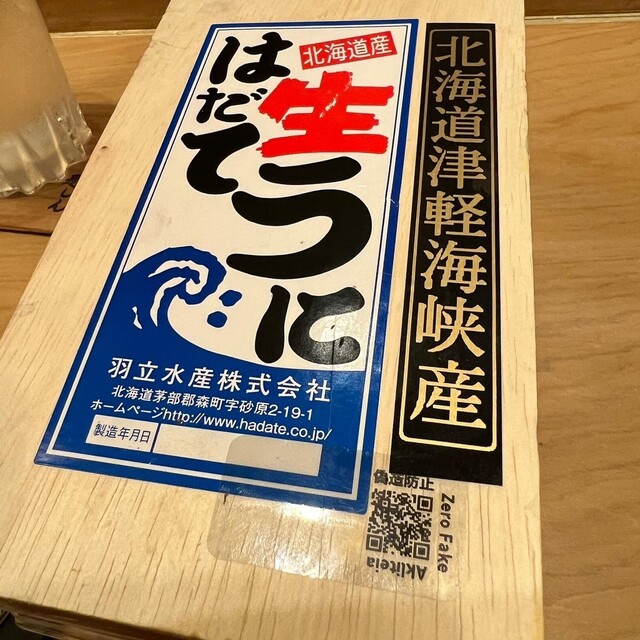 北海道産
生うに
はだて
羽立水産株式会社
北海道茅部郡森町字砂原2-19-1
ホームページhttp://www.hadate.co.jp/
製造年月日
北海道津軽海峡産
偽造防止
Zero Fake
Akliteia